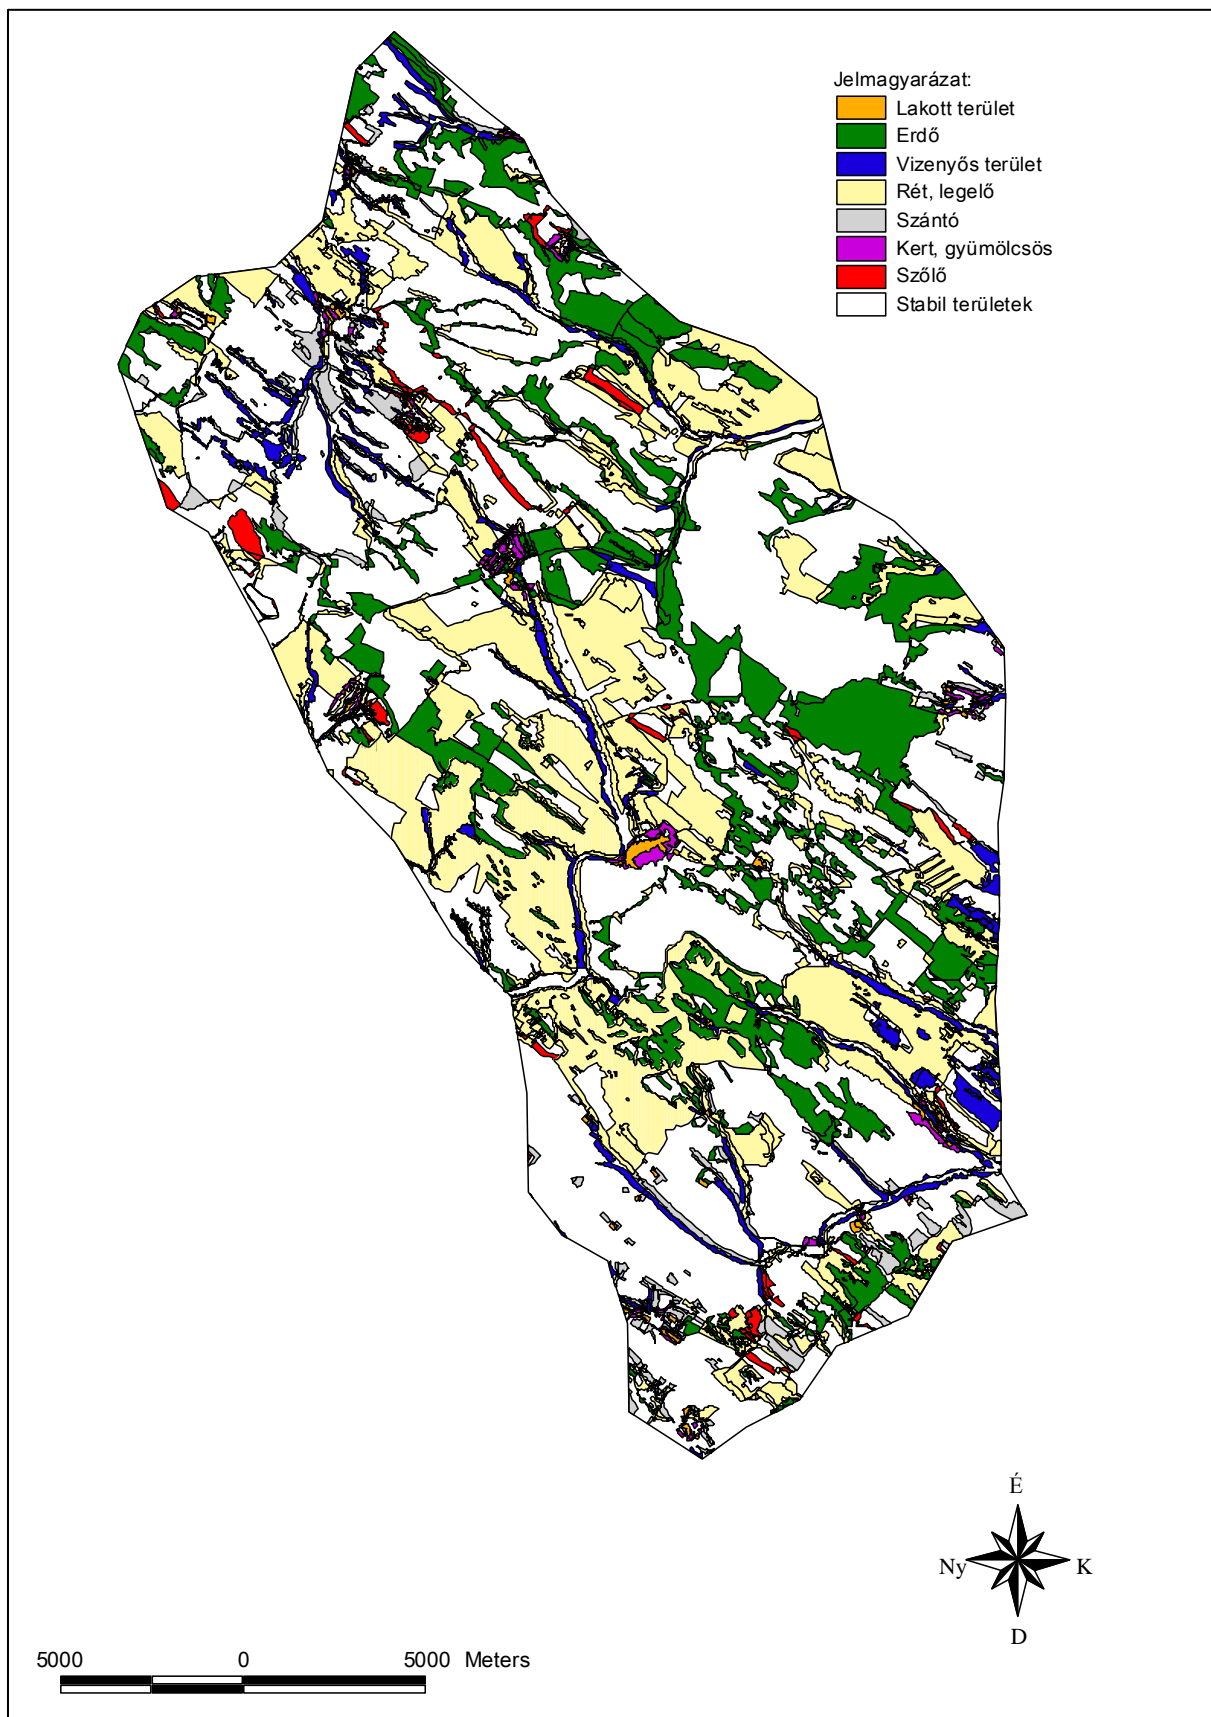 Jelmagyarázat:
Lakott terület
Erdő
Vizenyős terület
Rét, legelő
Szántó
Kert, gyümölcsös
Szőlő
Stabil területek
É
Ny K
D
5000 0 5000 Meters